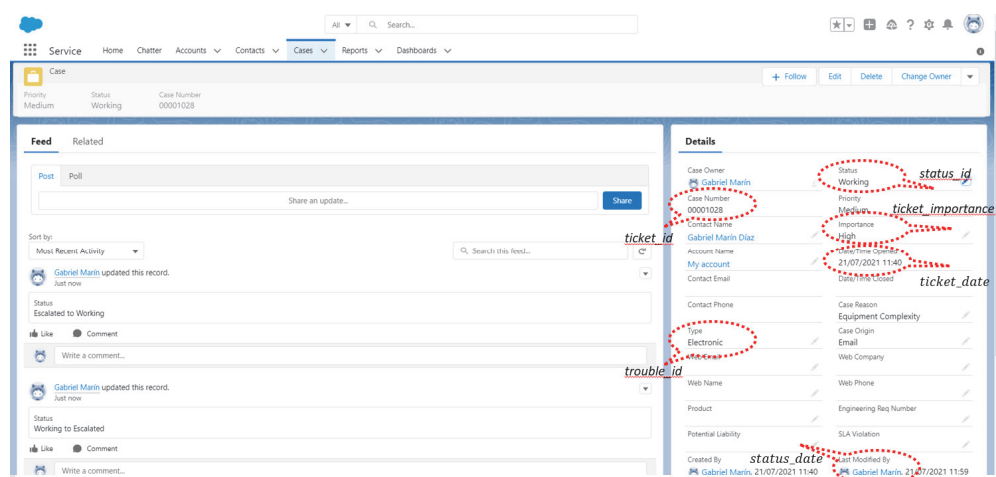 All Search...
Service Home Chatter Accounts Contacts Cases Reports Dashboards
Case
+ Follow Edit Delete Change Owner
Priority Status Case Number
Medium Working 00001028
Feed Related
Post Poll
Share an update... Share
Sort by:
Most Recent Activity Search this feed...
Gabriel Marín updated this record.
Just now
Status
Escalated to Working
Like Comment
Write a comment...
Gabriel Marín updated this record.
Just now
Status
Working to Escalated
Like Comment
Write a comment...
Details
Case Owner Status
Gabriel Marín Working status_id
Case Number Priority
00001028 Medium ticket_importance
ticket_id
Contact Name Importance
Gabriel Marín Díaz High
Account Name Date/Time Opened
My account 21/07/2021 11:40
ticket_date
Contact Email Date/Time Closed
Contact Phone Case Reason
Equipment Complexity
Type Case Origin
Electronic Email
trouble_id
Web Email Web Company
Web Name Web Phone
Product Engineering Req Number
Potential Liability SLA Violation
status_date
Created By Last Modified By
Gabriel Marín, 21/07/2021 11:40 Gabriel Marín, 21/07/2021 11:59